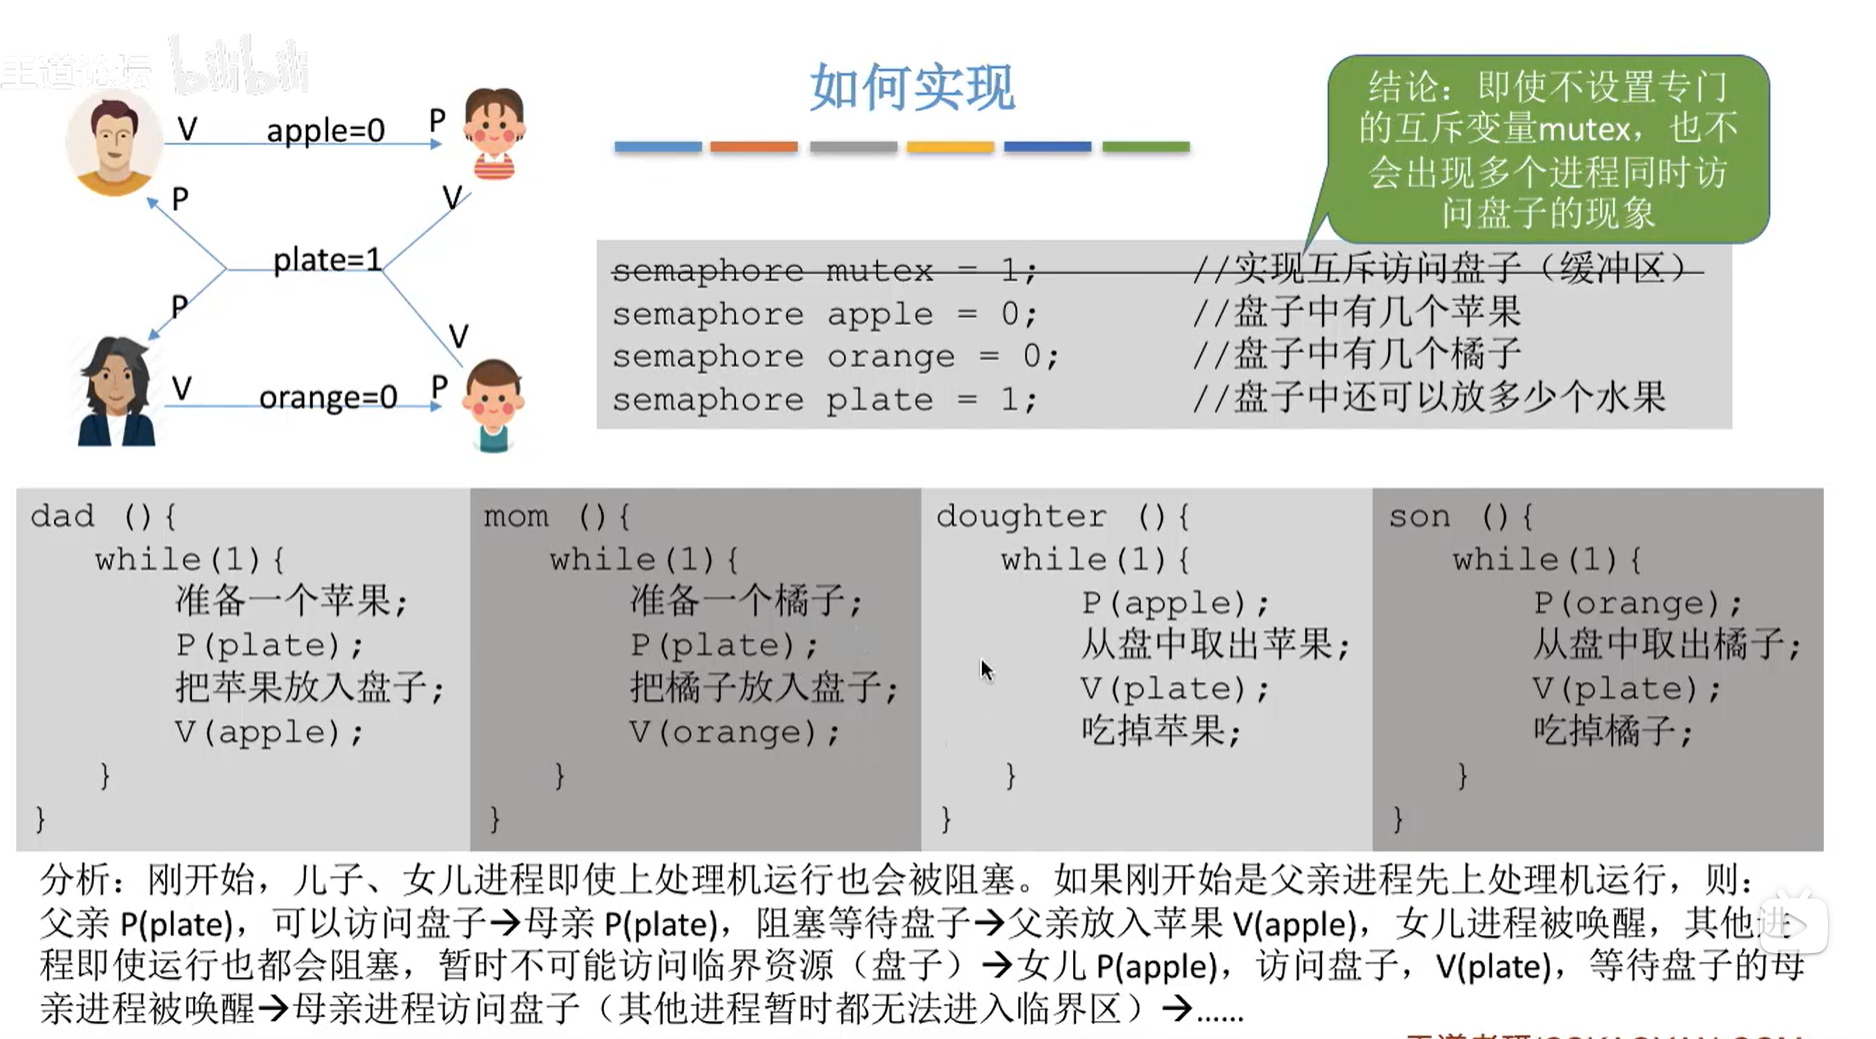 王道论坛 bilibili
如何实现
结论：即使不设置专门
的互斥变量mutex，也不
会出现多个进程同时访
问盘子的现象
V apple=0 P
P
V
plate=1
P
V
V orange=0 P
semaphore mutex = 1; //实现互斥访问盘子（缓冲区）
semaphore apple = 0; //盘子中有几个苹果
semaphore orange = 0; //盘子中有几个橘子
semaphore plate = 1; //盘子中还可以放多少个水果
dad (){
while(1){
准备一个苹果;
P(plate);
把苹果放入盘子;
V(apple);
}
}
mom (){
while(1){
准备一个橘子;
P(plate);
把橘子放入盘子;
V(orange);
}
}
doughter (){
while(1){
P(apple);
从盘中取出苹果;
V(plate);
吃掉苹果;
}
}
son (){
while(1){
P(orange);
从盘中取出橘子;
V(plate);
吃掉橘子;
}
}
分析：刚开始，儿子、女儿进程即使上处理机运行也会被阻塞。如果刚开始是父亲进程先上处理机运行，则：
父亲 P(plate)，可以访问盘子→母亲 P(plate)，阻塞等待盘子→父亲放入苹果 V(apple)，女儿进程被唤醒，其他进
程即使运行也都会阻塞，暂时不可能访问临界资源（盘子）→女儿 P(apple)，访问盘子，V(plate)，等待盘子的母
亲进程被唤醒→母亲进程访问盘子（其他进程暂时都无法进入临界区）→……